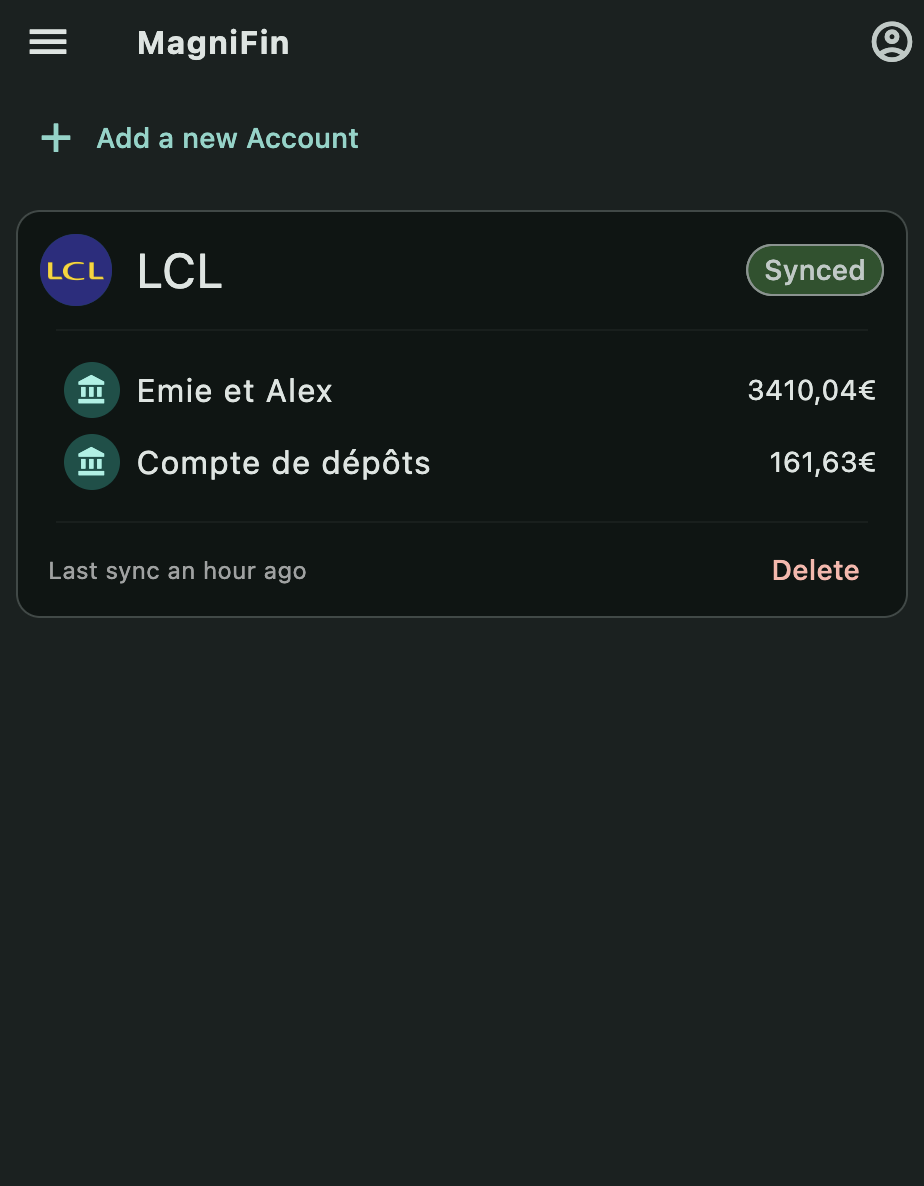 MagniFin
Add a new Account
LCL LCL Synced
Emie et Alex 3410,04€
Compte de dépôts 161,63€
Last sync an hour ago Delete